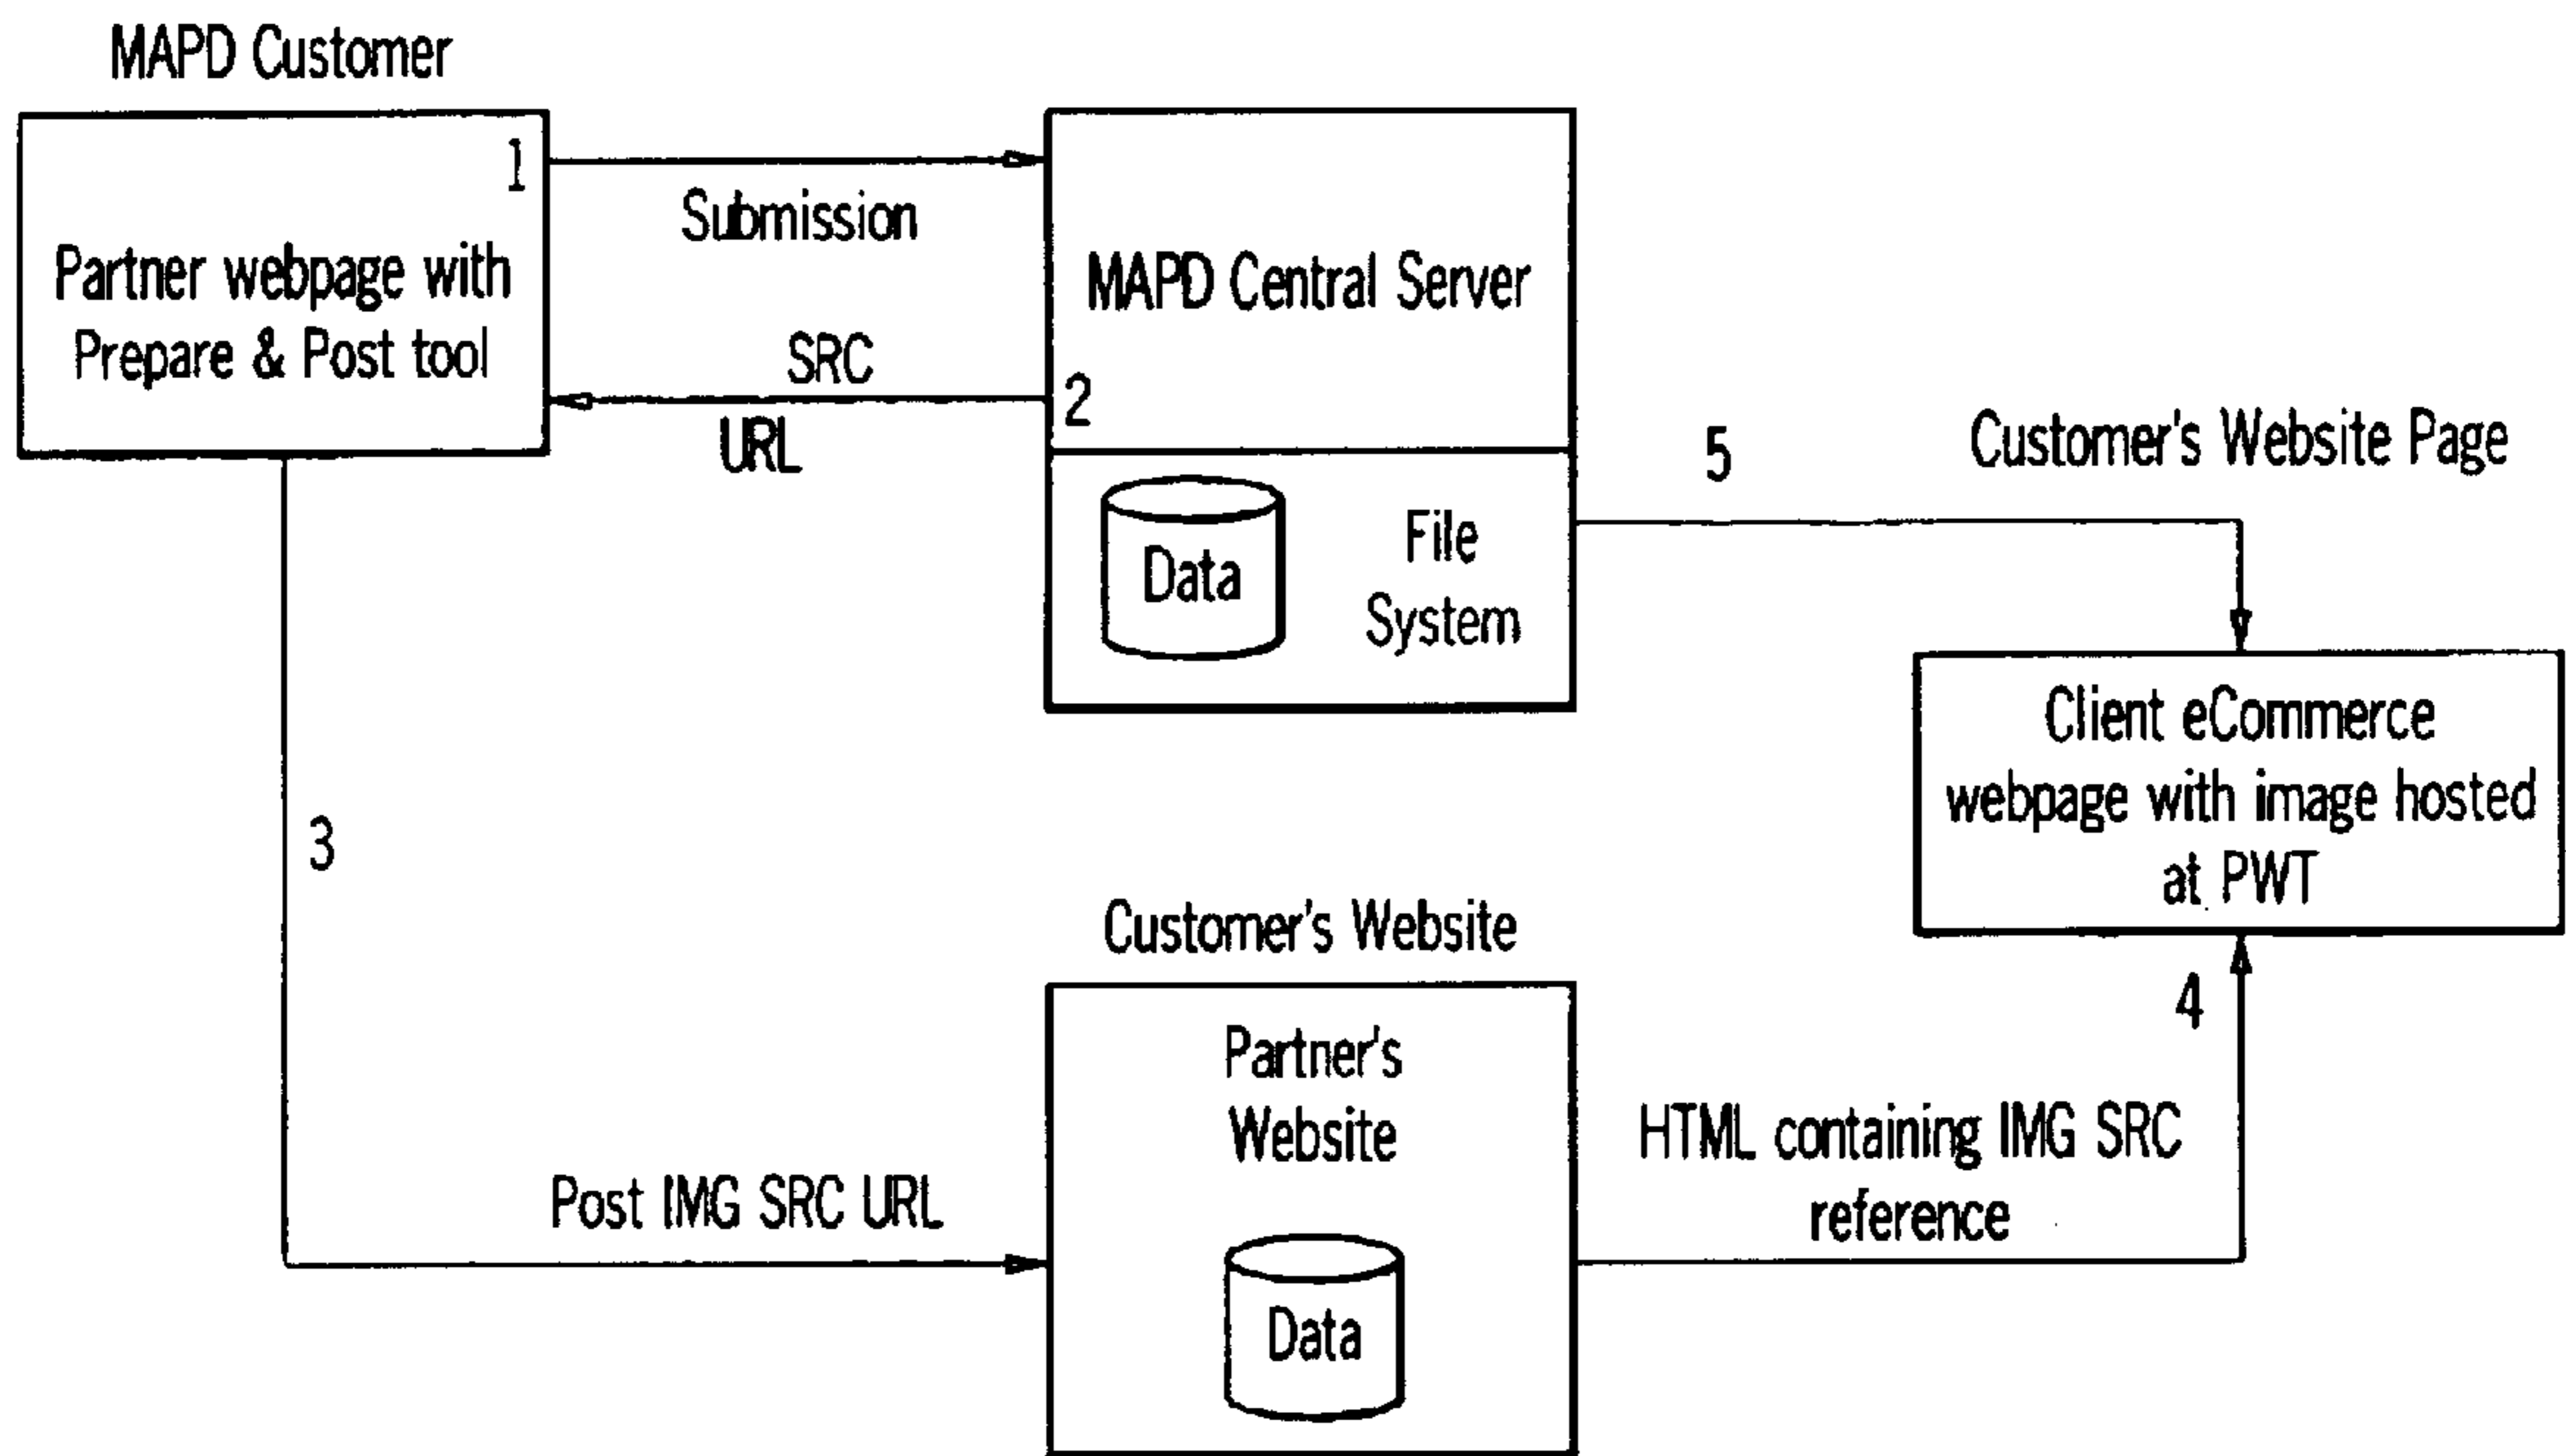 MAPD Customer
1
Partner webpage with
Prepare & Post tool
Submission
SRC
URL
MAPD Central Server
2
Data
File
System
5
Customer's Website Page
Client eCommerce
webpage with image hosted
at PWT
3
Post IMG SRC URL
Customer's Website
Partner's
Website
Data
4
HTML containing IMG SRC
reference